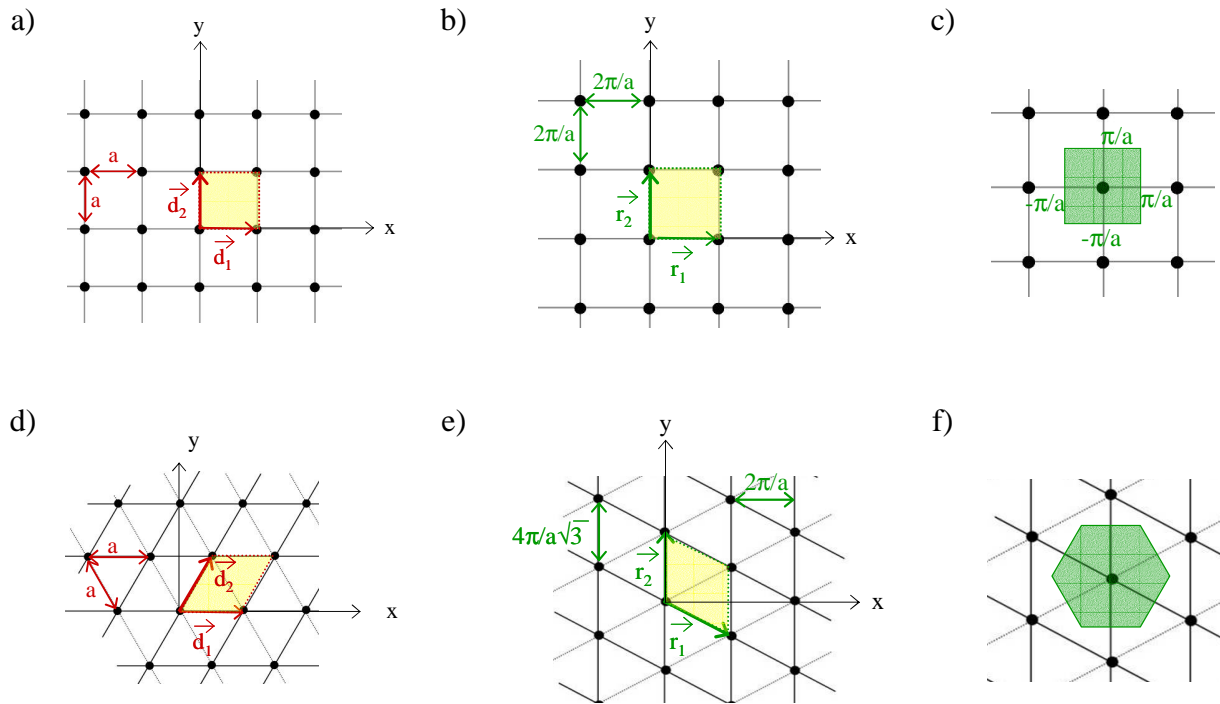 a)
y
a
a
d₂
d₁
x
b)
y
2π/a
2π/a
r₂
r₁
x
c)
π/a
-π/a
π/a
-π/a
d)
y
a
a
d₂
d₁
x
e)
y
2π/a
4π/a√3
r₂
r₁
x
f)